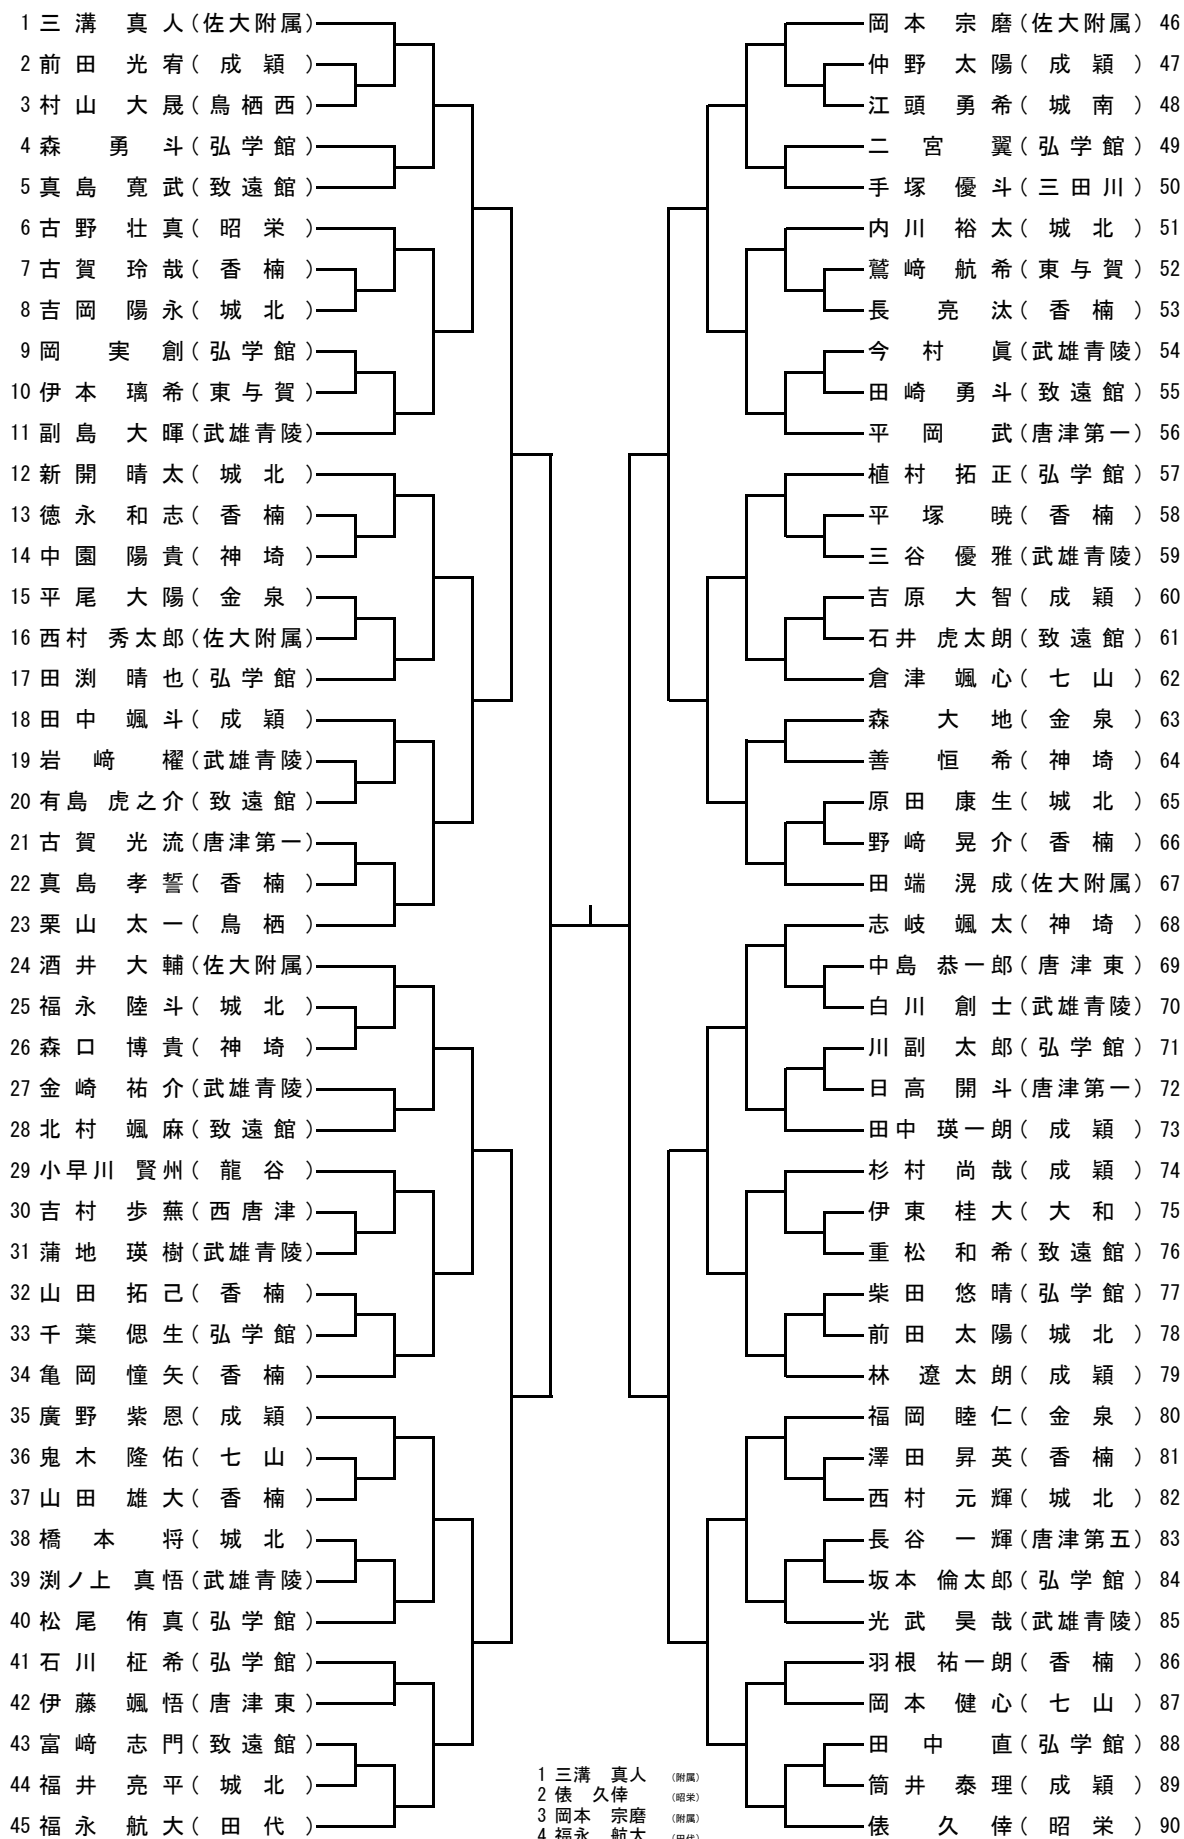 1 三溝 真人(佐大附属)
2 前田 光宥(成穎)
3 村山 大晟(鳥栖西)
4 森 勇斗(弘学館)
5 真島 寛武(致遠館)
6 古野 壮真(昭栄)
7 古賀 玲哉(香楠)
8 吉岡 陽永(城北)
9 岡 実創(弘学館)
10 伊本 璃希(東与賀)
11 副島 大暉(武雄青陵)
12 新開 晴太(城北)
13 徳永 和志(香楠)
14 中園 陽貴(神埼)
15 平尾 大陽(金泉)
16 西村 秀太郎(佐大附属)
17 田渕 晴也(弘学館)
18 田中 颯斗(成穎)
19 岩﨑 櫂(武雄青陵)
20 有島 虎之介(致遠館)
21 古賀 光流(唐津第一)
22 真島 孝誓(香楠)
23 栗山 太一(鳥栖)
24 酒井 大輔(佐大附属)
25 福永 陸斗(城北)
26 森口 博貴(神埼)
27 金崎 祐介(武雄青陵)
28 北村 颯麻(致遠館)
29 小早川 賢州(龍谷)
30 吉村 歩蕪(西唐津)
31 蒲地 瑛樹(武雄青陵)
32 山田 拓己(香楠)
33 千葉 偲生(弘学館)
34 亀岡 憧矢(香楠)
35 廣野 紫恩(成穎)
36 鬼木 隆佑(七山)
37 山田 雄大(香楠)
38 橋本 将(城北)
39 渕ノ上 真悟(武雄青陵)
40 松尾 侑真(弘学館)
41 石川 柾希(弘学館)
42 伊藤 颯悟(唐津東)
43 富﨑 志門(致遠館)
44 福井 亮平(城北)
45 福永 航大(田代)
岡本 宗磨(佐大附属) 46
仲野 太陽(成穎) 47
江頭 勇希(城南) 48
二宮 翼(弘学館) 49
手塚 優斗(三田川) 50
内川 裕太(城北) 51
鷲﨑 航希(東与賀) 52
長 亮汰(香楠) 53
今村 眞(武雄青陵) 54
田崎 勇斗(致遠館) 55
平岡 武(唐津第一) 56
植村 拓正(弘学館) 57
平塚 暁(香楠) 58
三谷 優雅(武雄青陵) 59
吉原 大智(成穎) 60
石井 虎太朗(致遠館) 61
倉津 颯心(七山) 62
森 大地(金泉) 63
善 恒希(神埼) 64
原田 康生(城北) 65
野﨑 晃介(香楠) 66
田端 滉成(佐大附属) 67
志岐 颯太(神埼) 68
中島 恭一郎(唐津東) 69
白川 創士(武雄青陵) 70
川副 太郎(弘学館) 71
日高 開斗(唐津第一) 72
田中 瑛一朗(成穎) 73
杉村 尚哉(成穎) 74
伊東 桂大(大和) 75
重松 和希(致遠館) 76
柴田 悠晴(弘学館) 77
前田 太陽(城北) 78
林 遼太朗(成穎) 79
福岡 睦仁(金泉) 80
澤田 昇英(香楠) 81
西村 元輝(城北) 82
長谷 一輝(唐津第五) 83
坂本 倫太郎(弘学館) 84
光武 昊哉(武雄青陵) 85
羽根 祐一朗(香楠) 86
岡本 健心(七山) 87
田中 直(弘学館) 88
筒井 泰理(成穎) 89
俵 久倖(昭栄) 90
1 三溝 真人 (附属)
2 俵 久倖 (昭栄)
3 岡本 宗磨 (附属)
4 福永 航大 (田代)